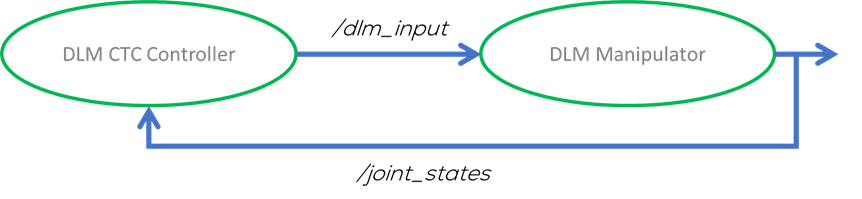 /dlm_input
DLM CTC Controller
DLM Manipulator
/joint_states